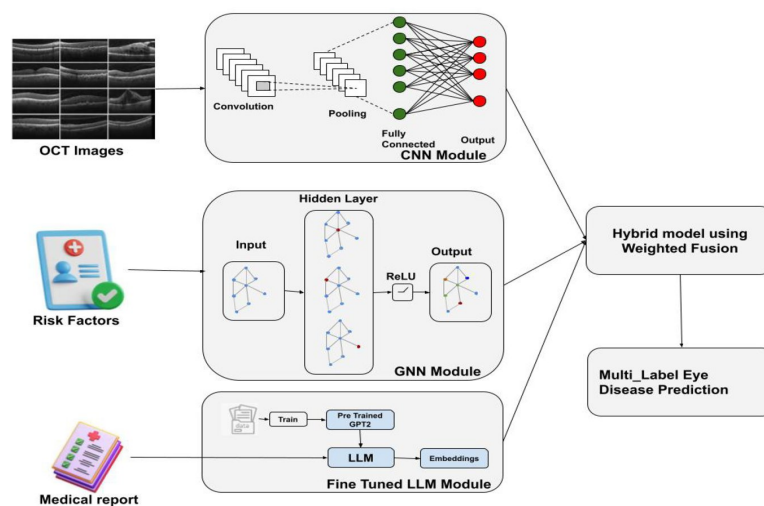 OCT Images
Convolution
Pooling
Fully
Connected
Output
CNN Module
Risk Factors
Input
Hidden Layer
ReLU
Output
GNN Module
Medical report
Train
Pre Trained
GPT2
LLM
Embeddings
Fine Tuned LLM Module
Hybrid model using
Weighted Fusion
Multi_Label Eye
Disease Prediction